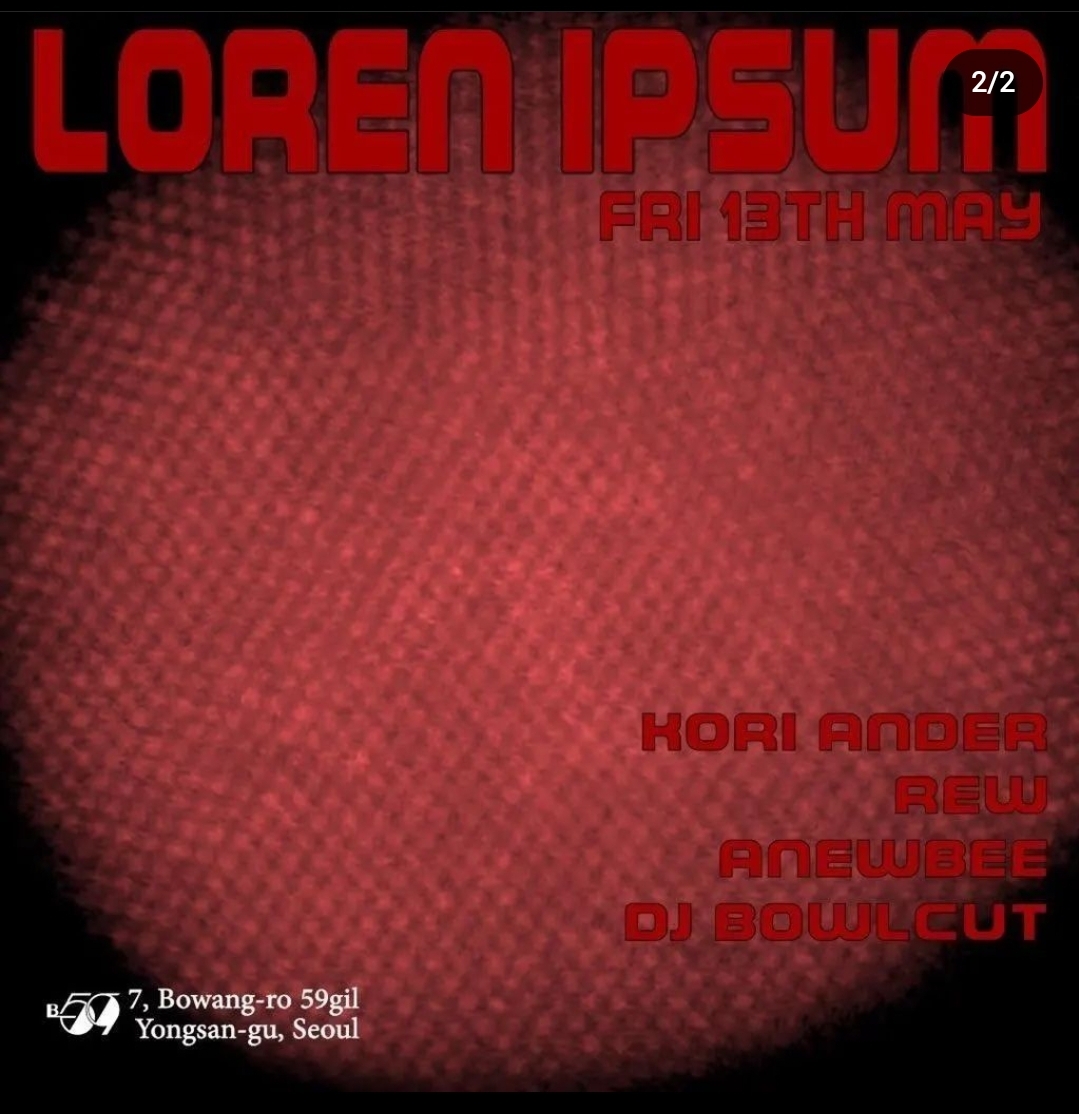 LOREN IPSUM
2/2
FRI 13TH MAY
KORI ANDER
REW
ANEWBEE
DJ BOWLCUT
B 59 7, Bowang-ro 59gil
Yongsan-gu, Seoul